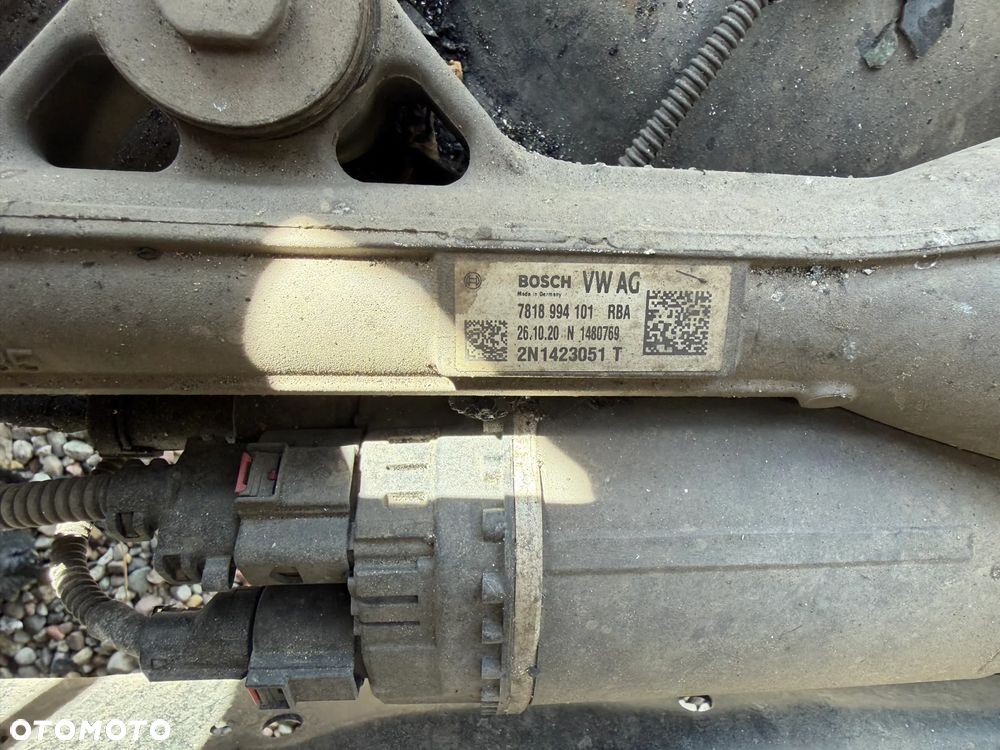 BOSCH VW AG
Made in Germany
7818 994 101 RBA
26.10.20 N 1480769
2N1423051 T
OTOMOTO